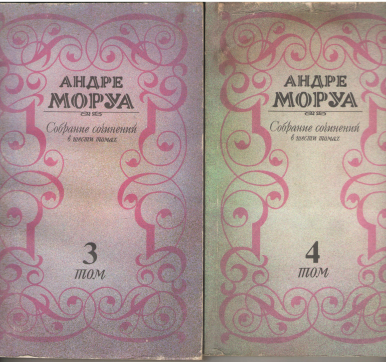 АНДРЕ
МОРУА
Собрание сочинений
в шести томах
3
том
АНДРЕ
МОРУА
Собрание сочинений
в шести томах
4
том